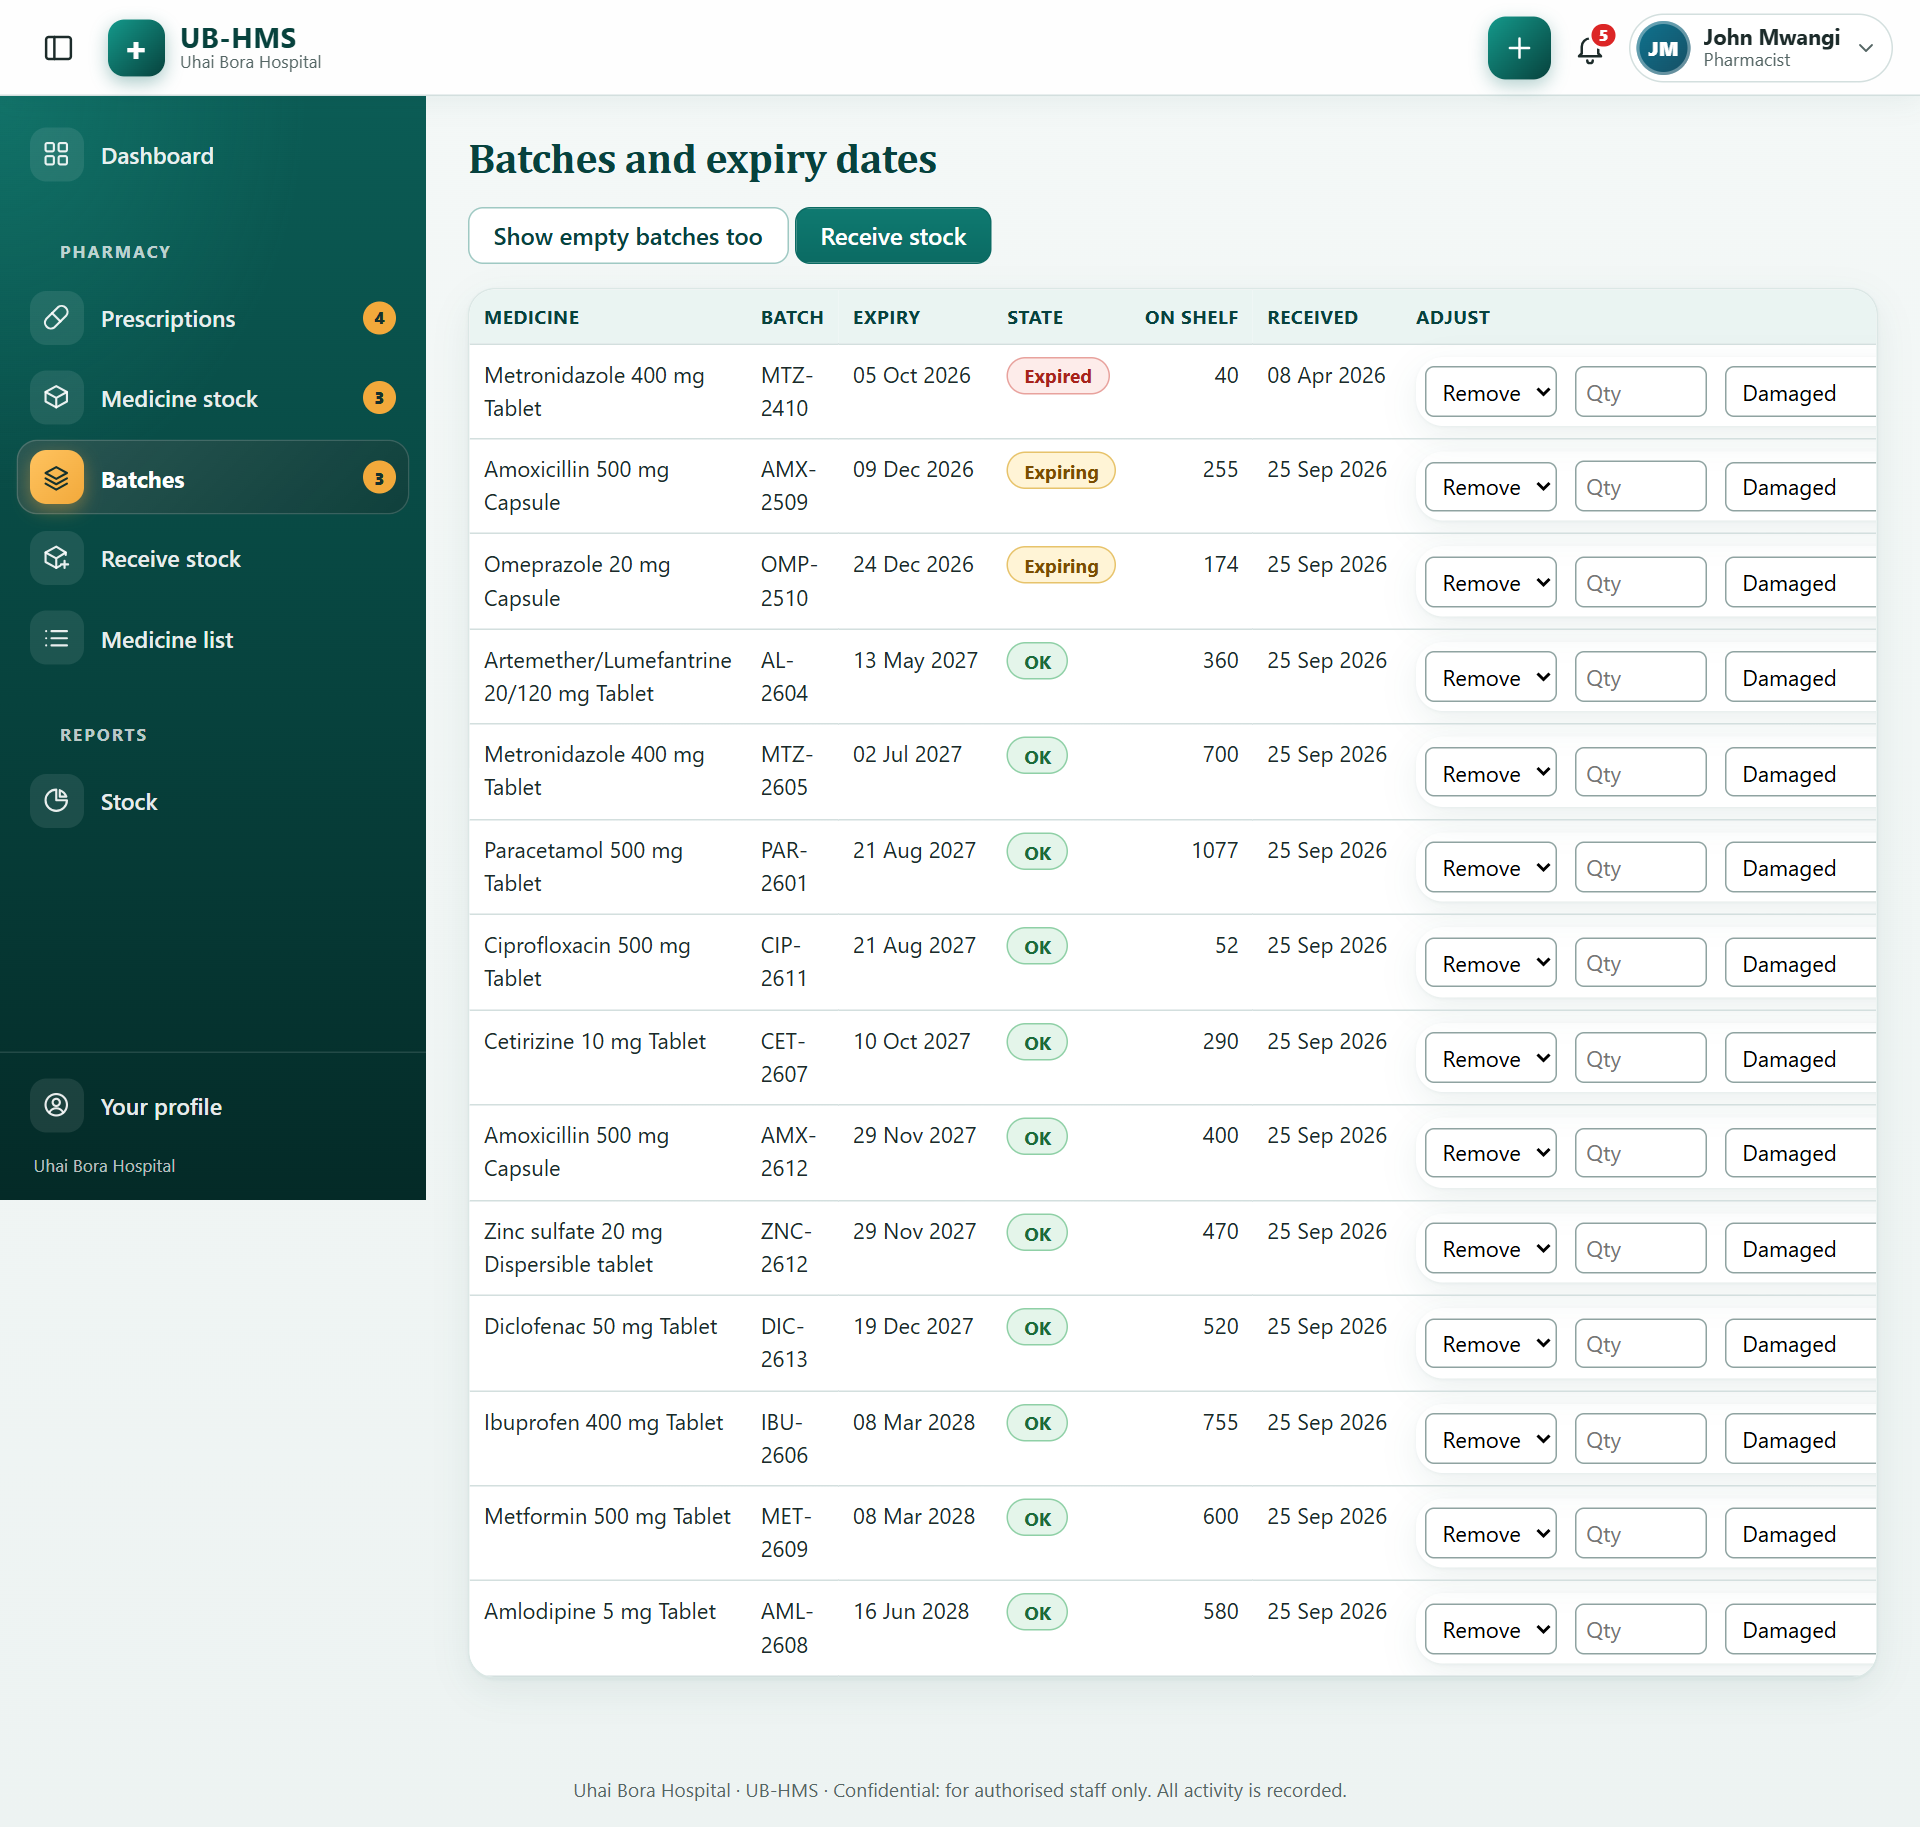 UB-HMS
Uhai Bora Hospital
5
JM
John Mwangi
Pharmacist
Dashboard
PHARMACY
Prescriptions 4
Medicine stock 3
Batches 3
Receive stock
Medicine list
REPORTS
Stock
Your profile
Uhai Bora Hospital
Batches and expiry dates
Show empty batches too Receive stock
MEDICINE BATCH EXPIRY STATE ON SHELF RECEIVED ADJUST
Metronidazole 400 mg MTZ- 05 Oct 2026 Expired 40 08 Apr 2026 Remove Qty Damaged
Tablet 2410
Amoxicillin 500 mg AMX- 09 Dec 2026 Expiring 255 25 Sep 2026 Remove Qty Damaged
Capsule 2509
Omeprazole 20 mg OMP- 24 Dec 2026 Expiring 174 25 Sep 2026 Remove Qty Damaged
Capsule 2510
Artemether/Lumefantrine AL- 13 May 2027 OK 360 25 Sep 2026 Remove Qty Damaged
20/120 mg Tablet 2604
Metronidazole 400 mg MTZ- 02 Jul 2027 OK 700 25 Sep 2026 Remove Qty Damaged
Tablet 2605
Paracetamol 500 mg PAR- 21 Aug 2027 OK 1077 25 Sep 2026 Remove Qty Damaged
Tablet 2601
Ciprofloxacin 500 mg CIP- 21 Aug 2027 OK 52 25 Sep 2026 Remove Qty Damaged
Tablet 2611
Cetirizine 10 mg Tablet CET- 10 Oct 2027 OK 290 25 Sep 2026 Remove Qty Damaged
2607
Amoxicillin 500 mg AMX- 29 Nov 2027 OK 400 25 Sep 2026 Remove Qty Damaged
Capsule 2612
Zinc sulfate 20 mg ZNC- 29 Nov 2027 OK 470 25 Sep 2026 Remove Qty Damaged
Dispersible tablet 2612
Diclofenac 50 mg Tablet DIC- 19 Dec 2027 OK 520 25 Sep 2026 Remove Qty Damaged
2613
Ibuprofen 400 mg Tablet IBU- 08 Mar 2028 OK 755 25 Sep 2026 Remove Qty Damaged
2606
Metformin 500 mg Tablet MET- 08 Mar 2028 OK 600 25 Sep 2026 Remove Qty Damaged
2609
Amlodipine 5 mg Tablet AML- 16 Jun 2028 OK 580 25 Sep 2026 Remove Qty Damaged
2608
Uhai Bora Hospital · UB-HMS · Confidential: for authorised staff only. All activity is recorded.